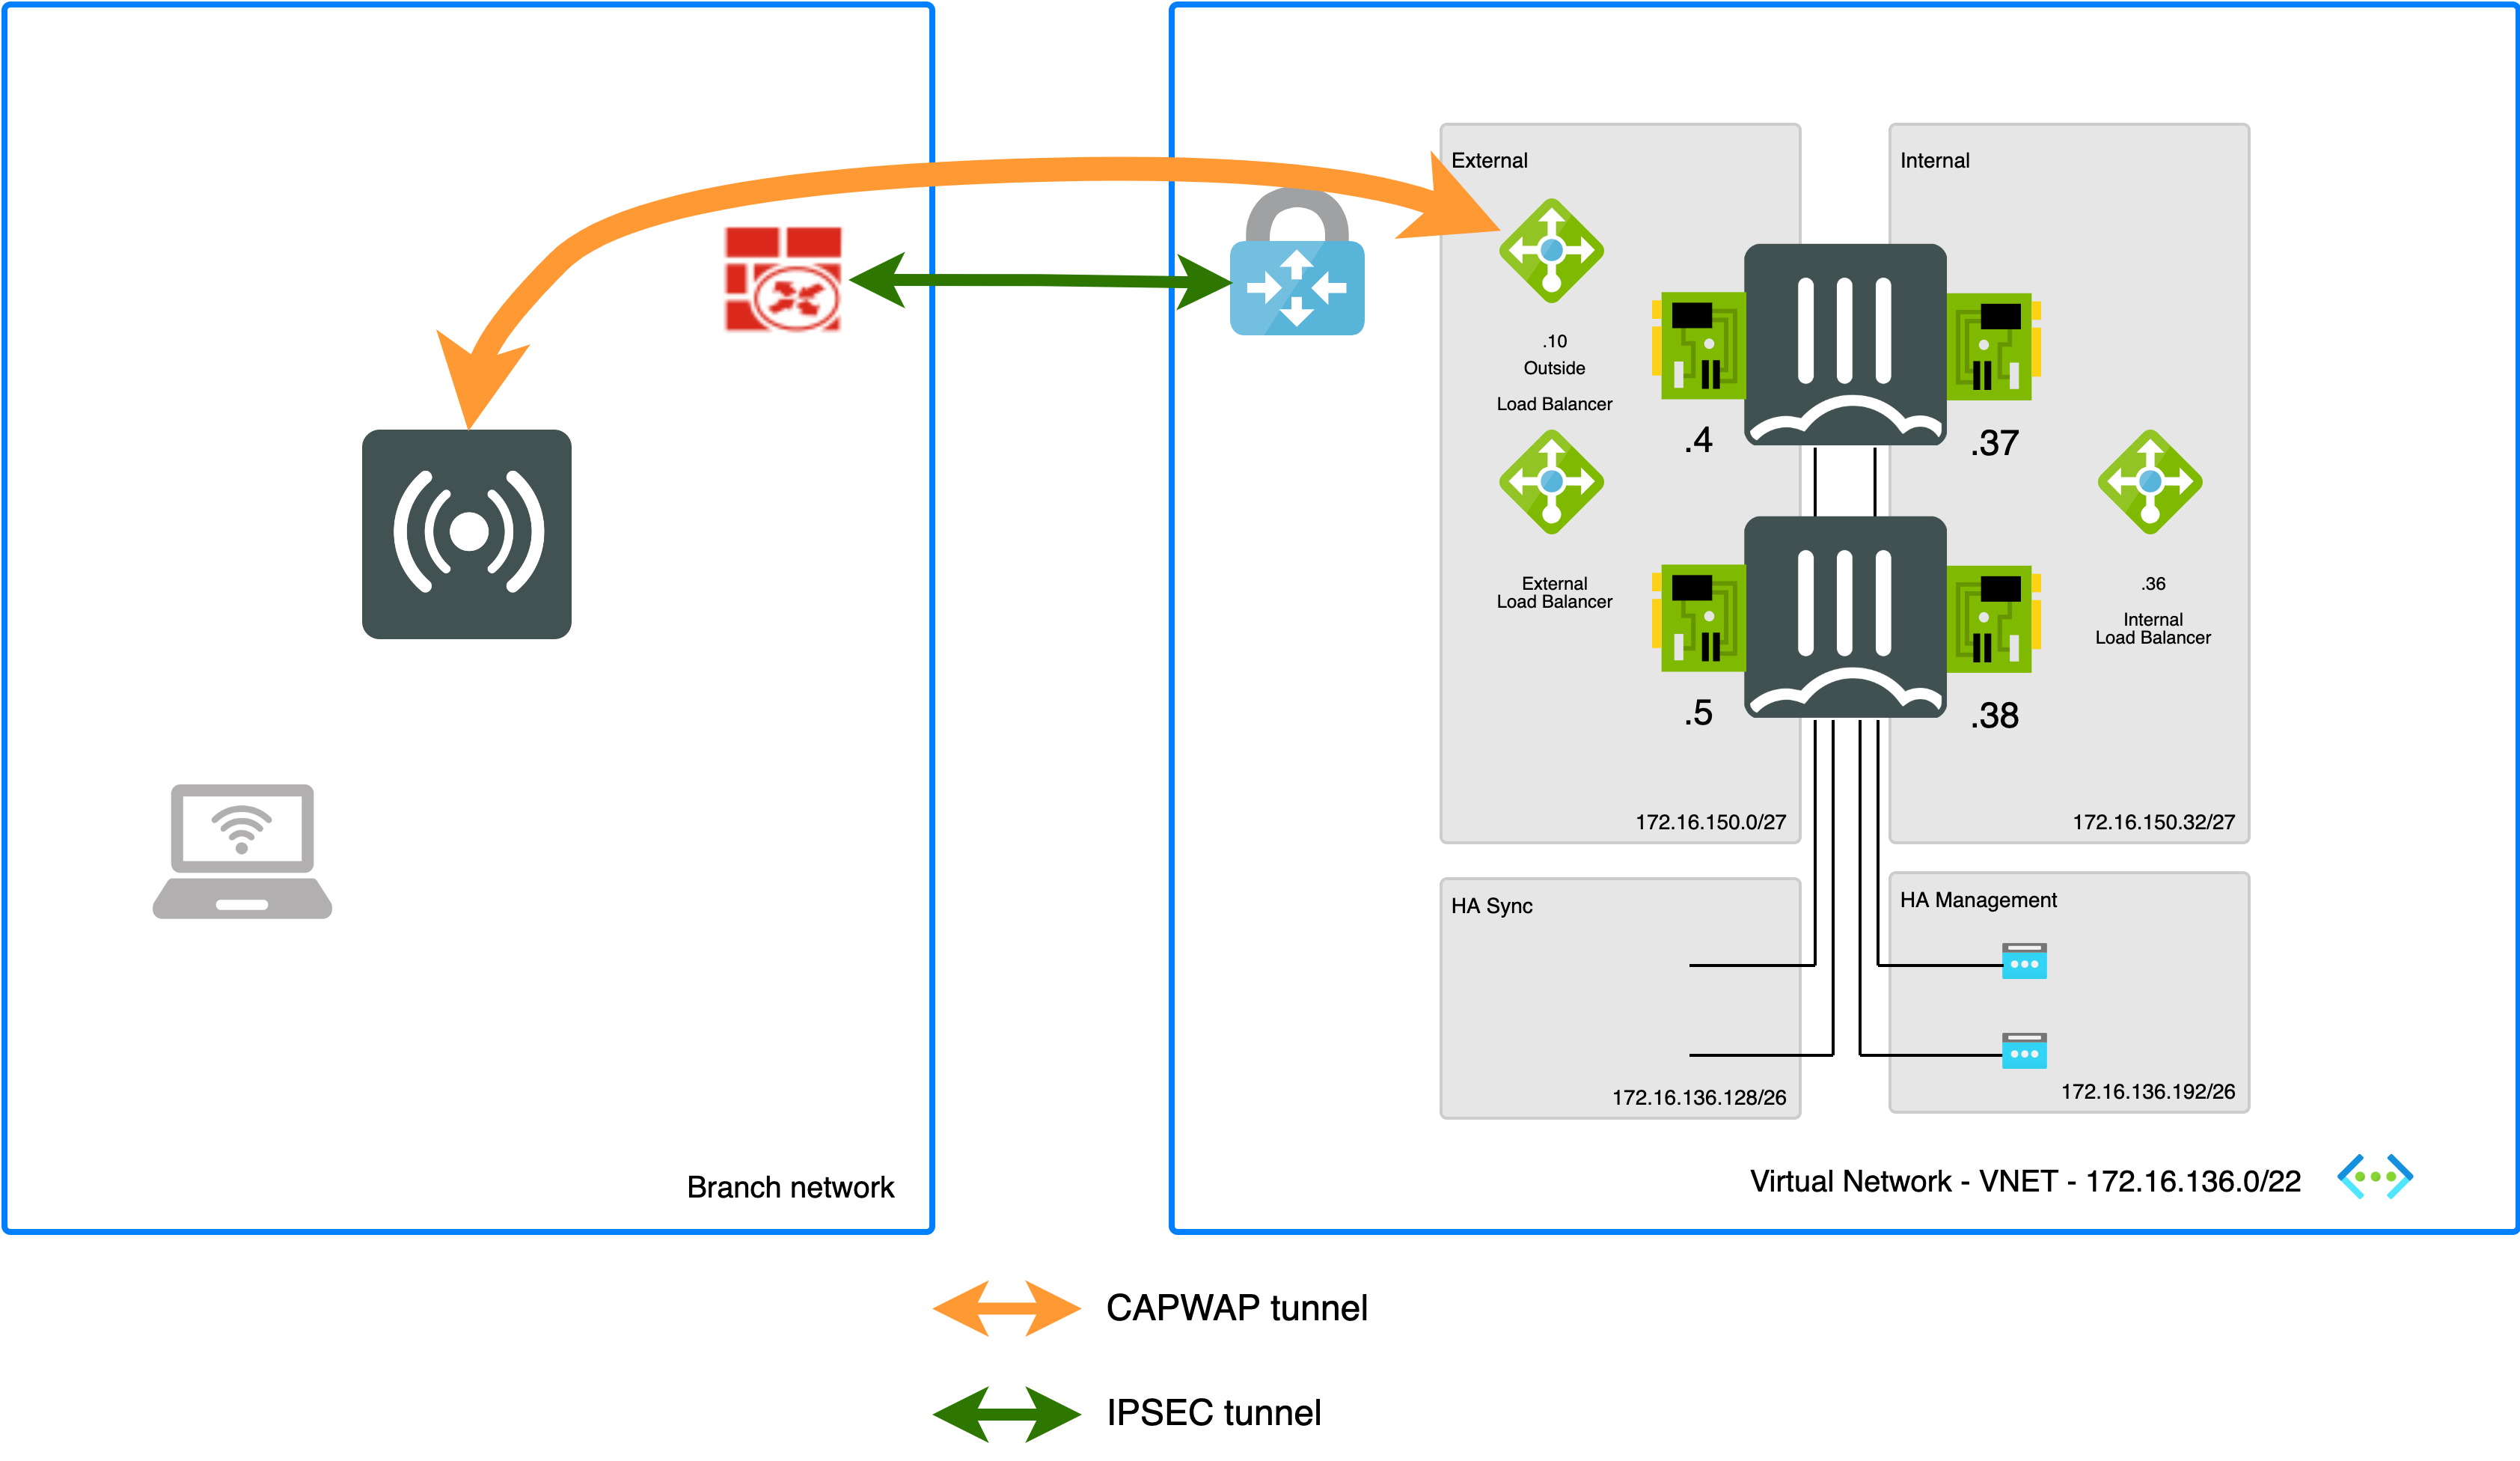 External
.10
Outside
Load Balancer
.4
External
Load Balancer
.5
172.16.150.0/27
Internal
.37
.36
Internal
Load Balancer
.38
172.16.150.32/27
HA Sync
172.16.136.128/26
HA Management
172.16.136.192/26
Branch network
Virtual Network - VNET - 172.16.136.0/22
CAPWAP tunnel
IPSEC tunnel